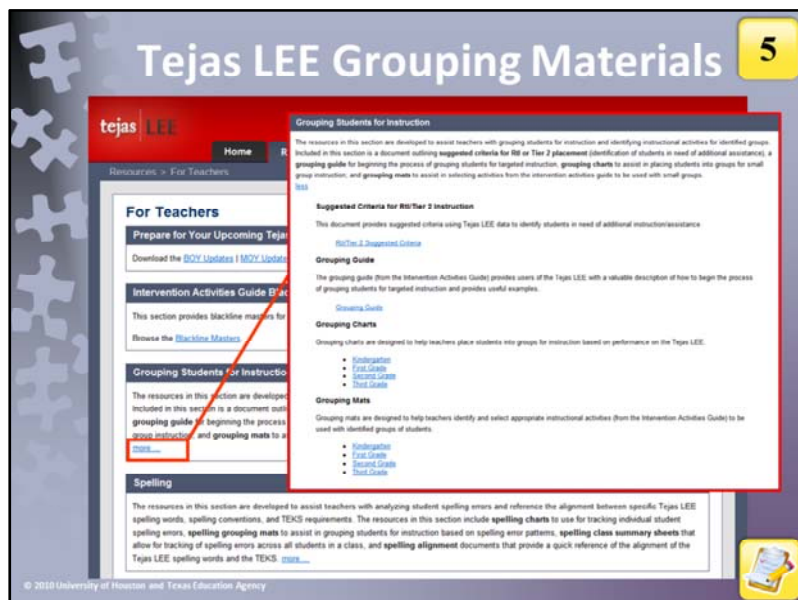 Tejas LEE Grouping Materials
5
tejas LEE
Home
Resources > For Teachers
For Teachers
Prepare for Your Upcoming Tejas
Download the BOY Updates | MOY Update
Intervention Activities Guide Blac
This section provides blackline masters for
Browse the Blackline Masters
Grouping Students for Instructio
The resources in this section are developed
Included in this section is a document outli
grouping guide for beginning the process
group instruction, and grouping mats to a
more ...
Grouping Students for Instruction
The resources in this section are developed to assist teachers with grouping students for instruction and identifying instructional activities for identified groups.
Included in this section is a document outlining suggested criteria for RtI or Tier 2 placement (identification of students in need of additional assistance), a
grouping guide for beginning the process of grouping students for targeted instruction, grouping charts to assist in placing students into groups for small
group instruction, and grouping mats to assist in selecting activities from the intervention activities guide to be used with small groups.
less
Suggested Criteria for RtI/Tier 2 Instruction
This document provides suggested criteria using Tejas LEE data to identify students in need of additional instruction/assistance
RtI/Tier 2 Suggested Criteria
Grouping Guide
The grouping guide (from the Intervention Activities Guide) provides users of the Tejas LEE with a valuable description of how to begin the process
of grouping students for targeted instruction and provides useful examples.
Grouping Guide
Grouping Charts
Grouping charts are designed to help teachers place students into groups for instruction based on performance on the Tejas LEE.
Kindergarten
First Grade
Second Grade
Third Grade
Grouping Mats
Grouping mats are designed to help teachers identify and select appropriate instructional activities (from the Intervention Activities Guide) to be
used with identified groups of students.
Kindergarten
First Grade
Second Grade
Third Grade
Spelling
The resources in this section are developed to assist teachers with analyzing student spelling errors and reference the alignment between specific Tejas LEE
spelling words, spelling conventions, and TEKS requirements. The resources in this section include spelling charts to use for tracking individual student
spelling errors, spelling grouping mats to assist in grouping students for instruction based on spelling error patterns, spelling class summary sheets that
allow for tracking of spelling errors across all students in a class, and spelling alignment documents that provide a quick reference of the alignment of the
Tejas LEE spelling words and the TEKS. more ...
© 2010 University of Houston and Texas Education Agency